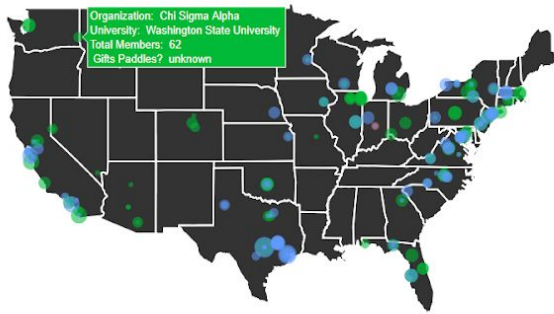 Organization: Chi Sigma Alpha
University: Washington State University
Total Members: 62
Gifts Paddles? unknown